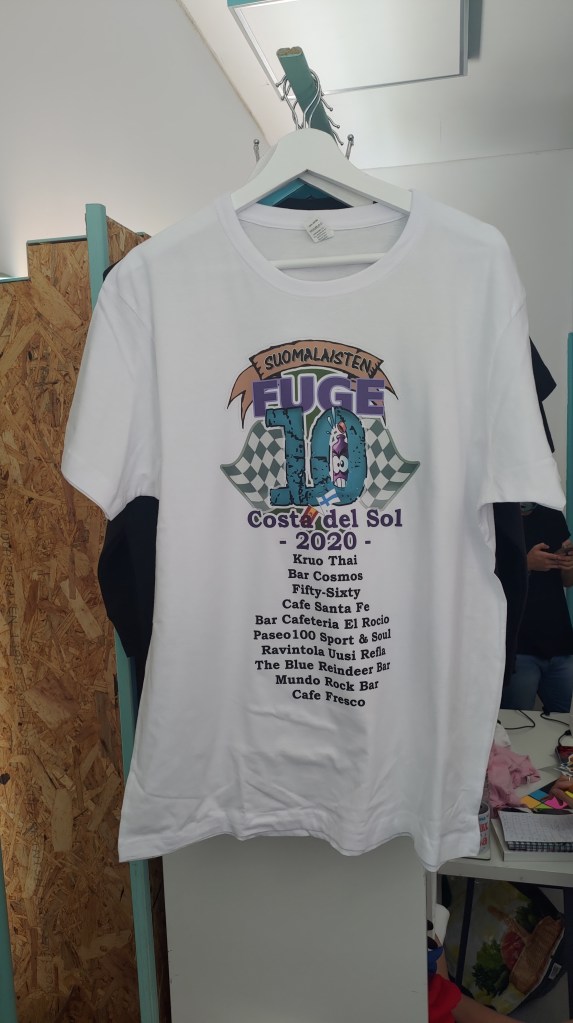 SUOMALAISTEN
FUGE
10
Costa del Sol
- 2020 -
Kruo Thai
Bar Cosmos
Fifty-Sixty
Cafe Santa Fe
Bar Cafeteria El Rocio
Paseo100 Sport & Soul
Ravintola Uusi Refla
The Blue Reindeer Bar
Mundo Rock Bar
Cafe Fresco